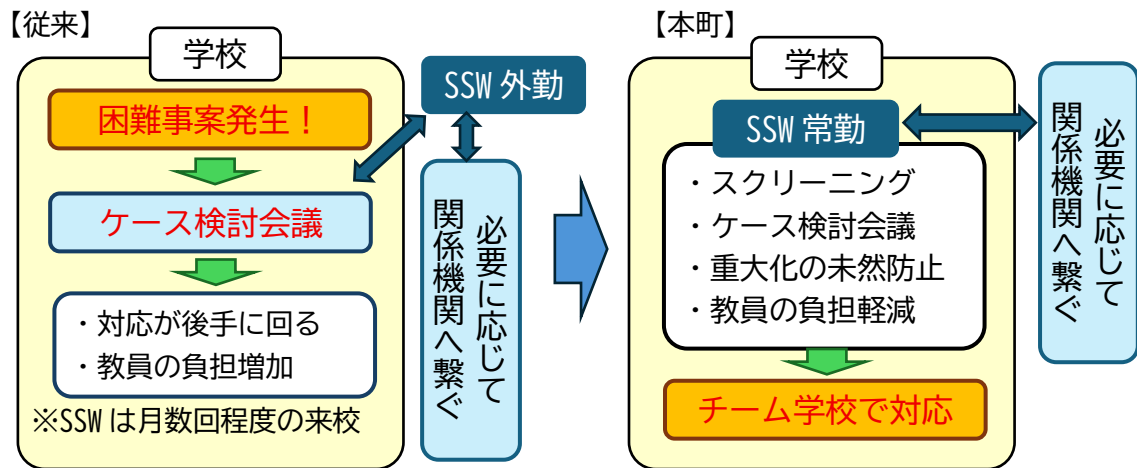 【従来】
学校
困難事案発生！
ケース検討会議
・対応が後手に回る
・教員の負担増加
※SSWは月数回程度の来校
SSW外勤
必要に応じて
関係機関へ繋ぐ
【本町】
学校
SSW常勤
・スクリーニング
・ケース検討会議
・重大化の未然防止
・教員の負担軽減
チーム学校で対応
必要に応じて
関係機関へ繋ぐ